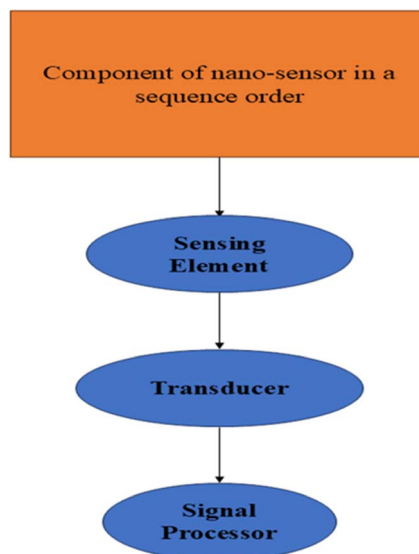 Component of nano-sensor in a
sequence order
Sensing
Element
Transducer
Signal
Processor